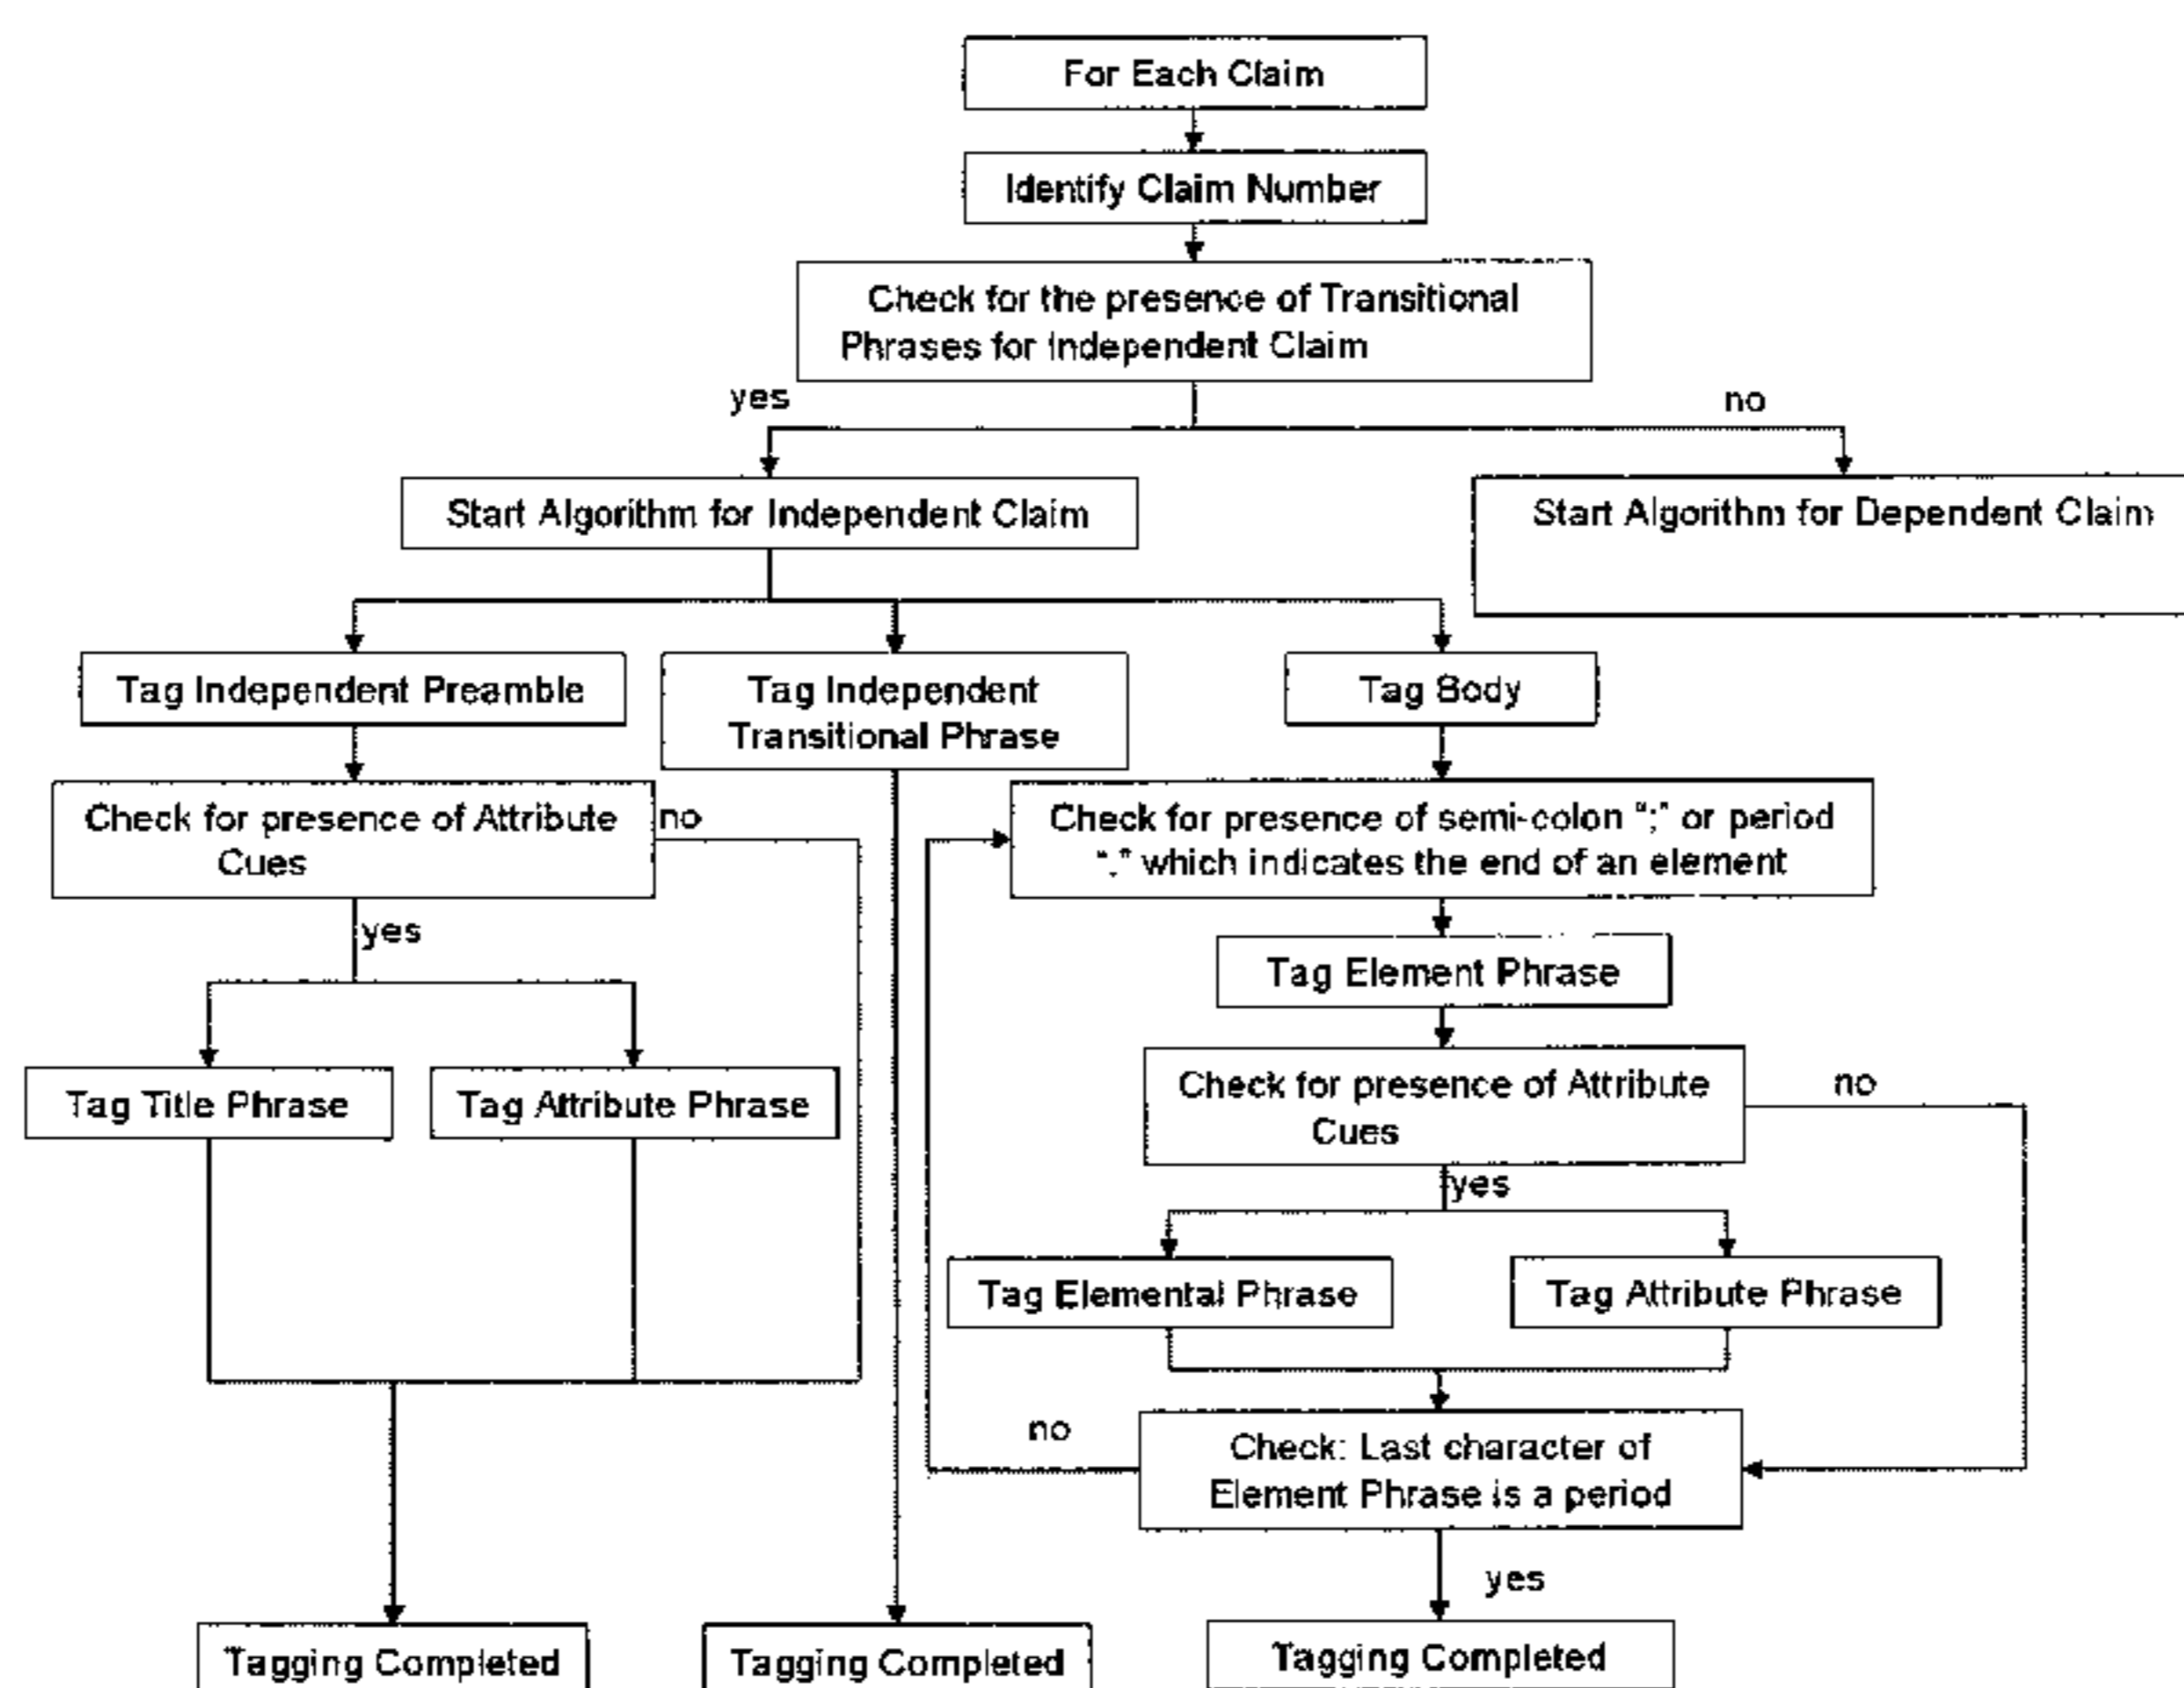 For Each Claim
Identify Claim Number
Check for the presence of Transitional
Phrases for Independent Claim
yes
no
Start Algorithm for Independent Claim
Start Algorithm for Dependent Claim
Tag Independent Preamble
Tag Independent
Transitional Phrase
Tag Body
Check for presence of Attribute
Cues
no
Check for presence of semi-colon “;” or period
“.” which indicates the end of an element
yes
Tag Element Phrase
Tag Title Phrase
Tag Attribute Phrase
Check for presence of Attribute
Cues
no
yes
Tag Elemental Phrase
Tag Attribute Phrase
no
Check: Last character of
Element Phrase is a period
yes
Tagging Completed
Tagging Completed
Tagging Completed